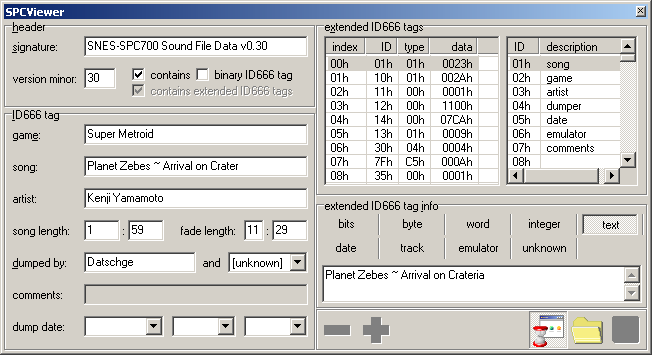 SPCViewer
header
signature: SNES-SPC700 Sound File Data v0.30
version minor: 30 contains binary ID666 tag
contains extended ID666 tags
ID666 tag
game: Super Metroid
song: Planet Zebes ~ Arrival on Crater
artist: Kenji Yamamoto
song length: 1 : 59 fade length: 11 : 29
dumped by: Datschge and [unknown]
comments:
dump date:
extended ID666 tags
index ID type data
00h 01h 01h 0023h
01h 10h 01h 002Ah
02h 11h 00h 0001h
03h 12h 00h 1100h
04h 14h 00h 07CAh
05h 13h 01h 0009h
06h 03h 01h 0004h
07h 7Fh C5h 000Ah
08h 35h 00h 0001h
ID description
01h song
02h game
03h artist
04h dumper
05h date
06h emulator
07h comments
08h
extended ID666 tag info
bits byte word integer text
date track emulator unknown
Planet Zebes ~ Arrival on Crateria